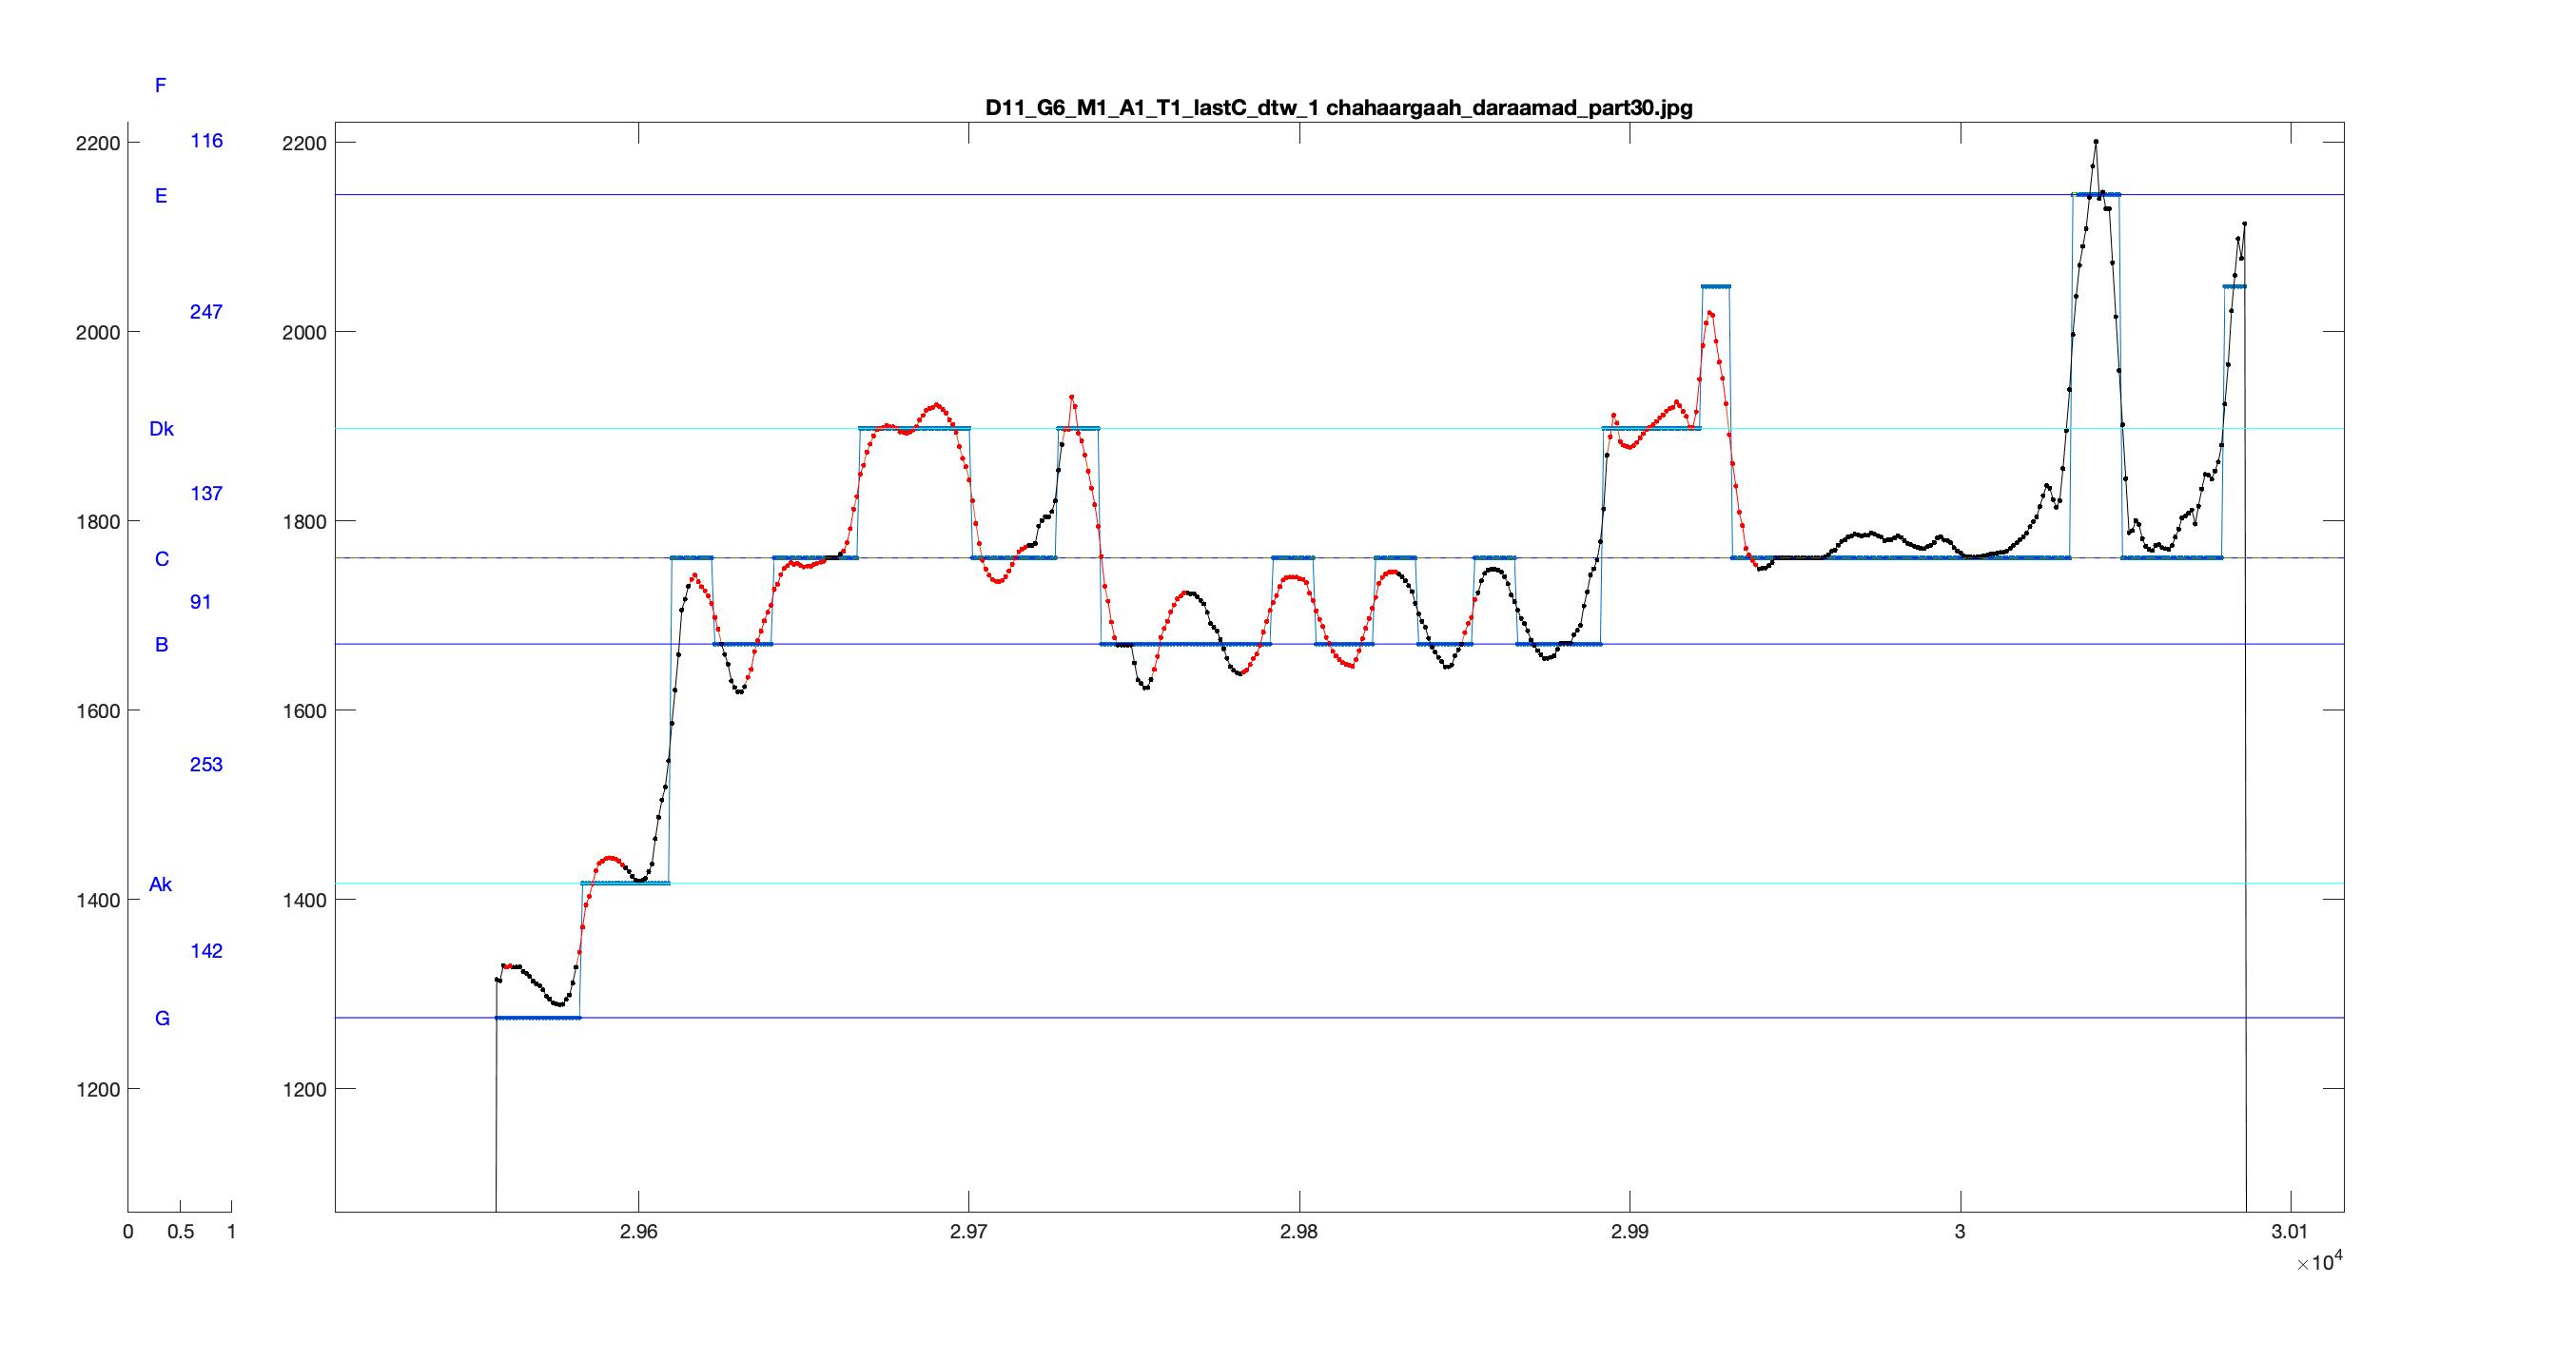 D11_G6_M1_A1_T1_lastC_dtw_1 chahaargaah_daraamad_part30.jpg
F
116
2200
2200
E
247
2000
2000
Dk
137
1800
1800
C
91
B
1600
1600
253
Ak
1400
1400
142
G
1200
1200
0 0.5 1
2.96 2.97 2.98 2.99 3 3.01
×10^4